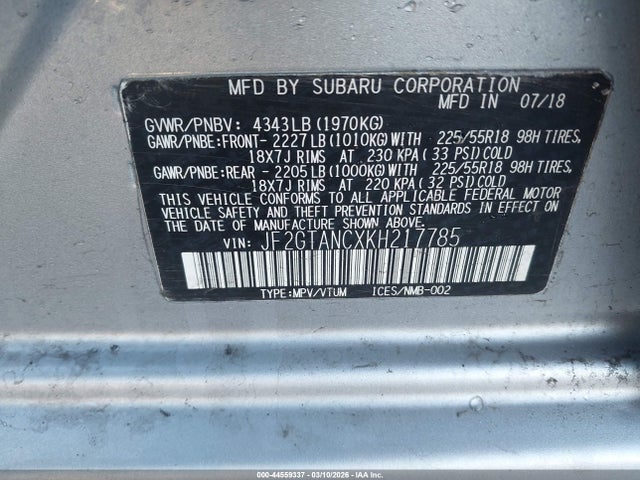 MFD BY SUBARU CORPORATION
MFD IN 07/18
GVWR/PNBV: 4343LB (1970KG)
GAWR/PNBE:FRONT- 2227LB (1010KG) WITH 225/55R18 98H TIRES,
18X7J RIMS AT 230 KPA (33 PSI) COLD
GAWR/PNBE:REAR - 2205LB (1000KG) WITH 225/55R18 98H TIRES,
18X7J RIMS AT 220 KPA (32 PSI) COLD
THIS VEHICLE CONFORMS TO ALL APPLICABLE FEDERAL MOTOR
VEHICLE SAFETY AND THEFT PREVENTION STANDARDS IN EFFECT ON
THE DATE OF MANUFACTURE SHOWN ABOVE.
VIN: JF2GTANCXKH217785
TYPE:MPV/VTUM ICES/NMB-002
000-44559337 - 03/10/2026 - IAAI.COM